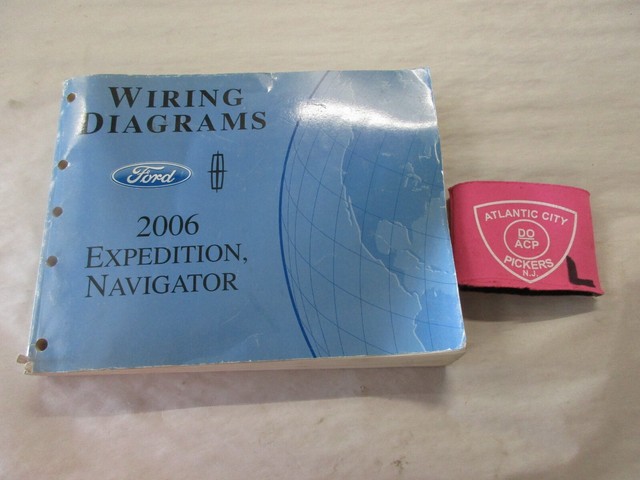 WIRING
DIAGRAMS
Ford
2006
EXPEDITION,
NAVIGATOR
ATLANTIC CITY
DO
ACP
PICKERS
N.J.
L